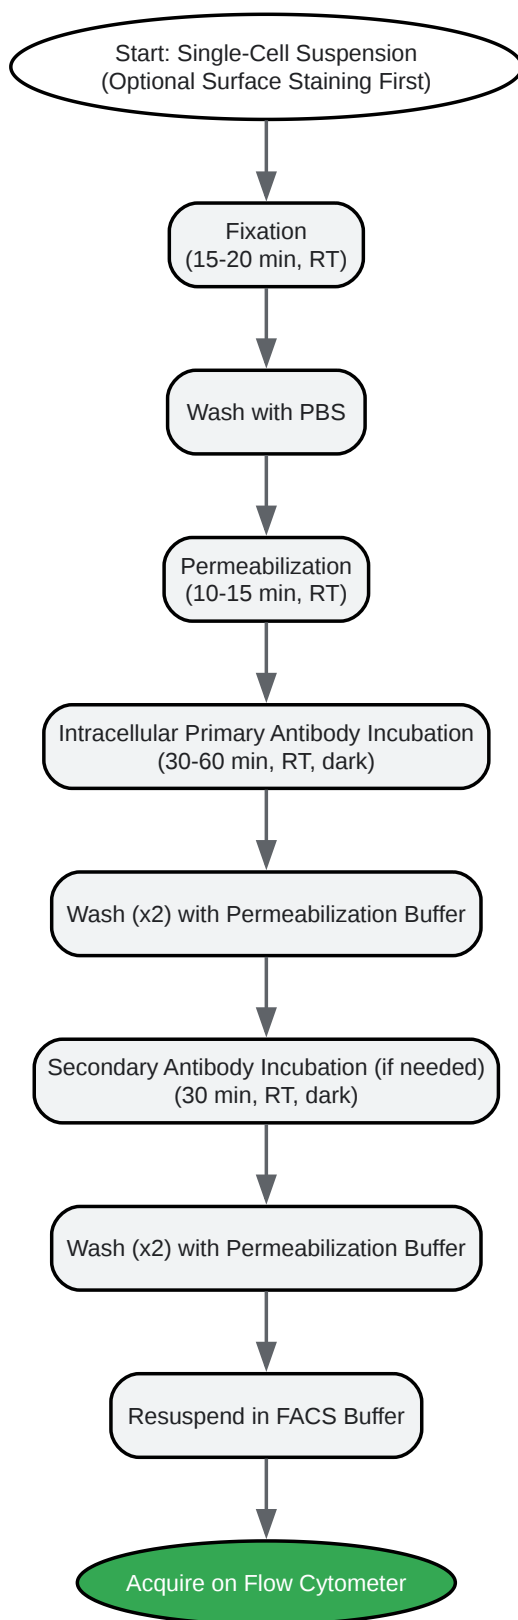 Start: Single-Cell Suspension
(Optional Surface Staining First)
Fixation
(15-20 min, RT)
Wash with PBS
Permeabilization
(10-15 min, RT)
Intracellular Primary Antibody Incubation
(30-60 min, RT, dark)
Wash (x2) with Permeabilization Buffer
Secondary Antibody Incubation (if needed)
(30 min, RT, dark)
Wash (x2) with Permeabilization Buffer
Resuspend in FACS Buffer
Acquire on Flow Cytometer